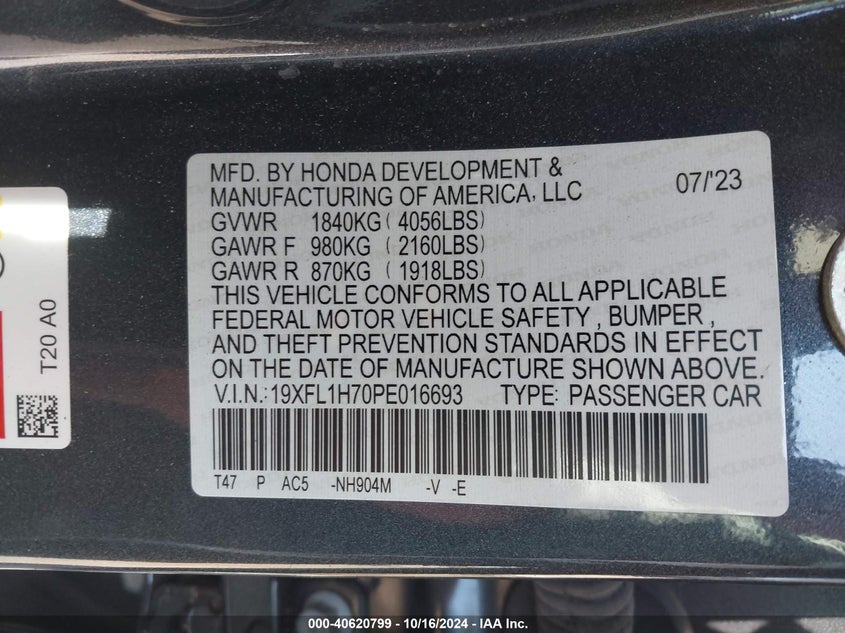 MFD. BY HONDA DEVELOPMENT &
MANUFACTURING OF AMERICA, LLC 07/'23
GVWR 1840KG ( 4056LBS)
GAWR F 980KG ( 2160LBS)
GAWR R 870KG ( 1918LBS)
THIS VEHICLE CONFORMS TO ALL APPLICABLE
FEDERAL MOTOR VEHICLE SAFETY , BUMPER ,
AND THEFT PREVENTION STANDARDS IN EFFECT
ON THE DATE OF MANUFACTURE SHOWN ABOVE.
V.I.N.:19XFL1H70PE016693 TYPE: PASSENGER CAR
T47 P AC5 -NH904M -V -E
T20 A0
000-40620799 - 10/16/2024 - IAA Inc.